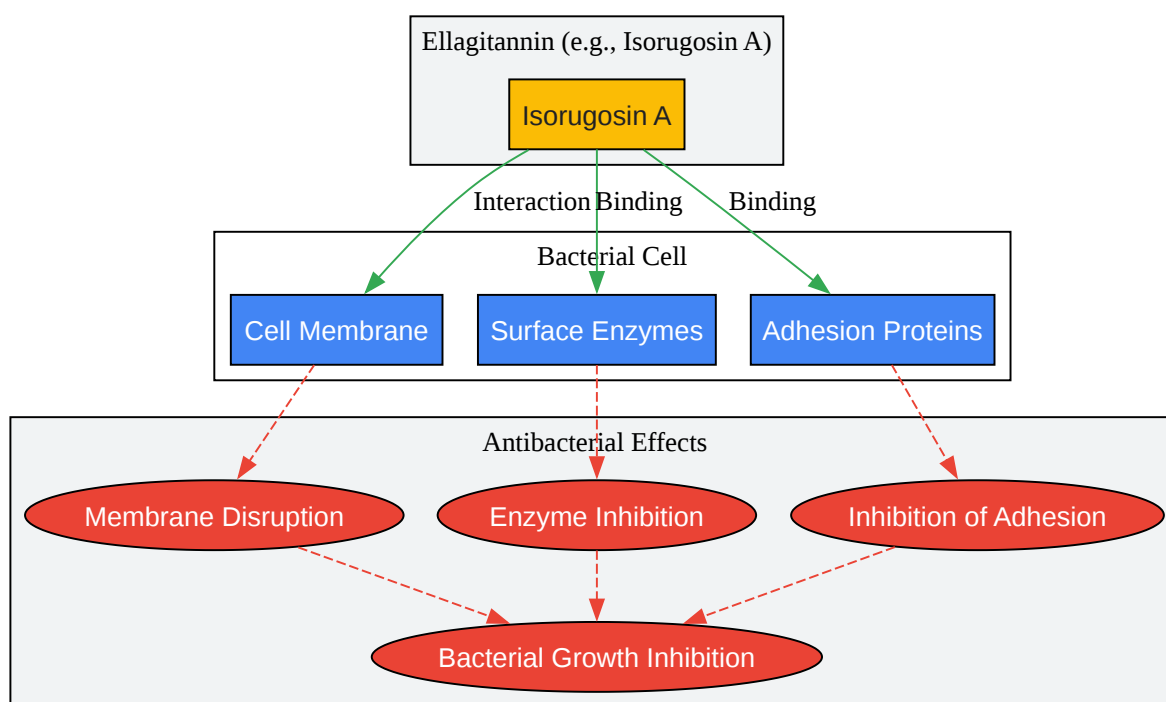 Ellagitannin (e.g., Isorugosin A)
Isorugosin A
Interaction
Binding
Binding
Bacterial Cell
Cell Membrane
Surface Enzymes
Adhesion Proteins
Antibacterial Effects
Membrane Disruption
Enzyme Inhibition
Inhibition of Adhesion
Bacterial Growth Inhibition